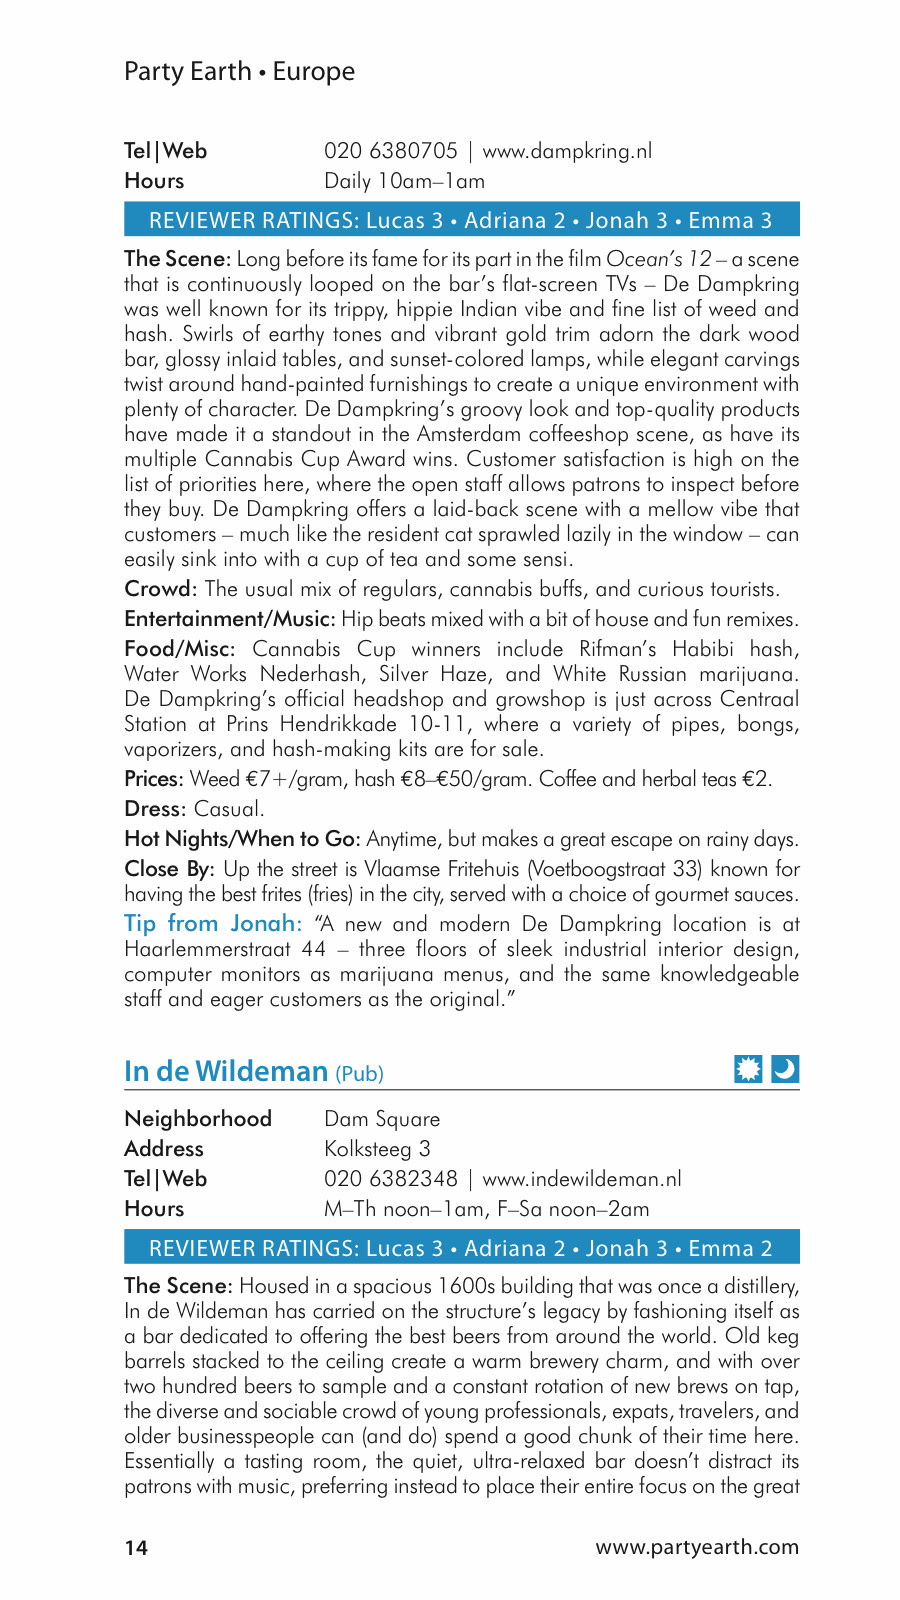 Party Earth • Europe
Tel|Web 020 6380705 | www.dampkring.nl
Hours Daily 10am–1am
REVIEWER RATINGS: Lucas 3 • Adriana 2 • Jonah 3 • Emma 3
The Scene: Long before its fame for its part in the film Ocean’s 12 – a scene
that is continuously looped on the bar’s flat-screen TVs – De Dampkring
was well known for its trippy, hippie Indian vibe and fine list of weed and
hash. Swirls of earthy tones and vibrant gold trim adorn the dark wood
bar, glossy inlaid tables, and sunset-colored lamps, while elegant carvings
twist around hand-painted furnishings to create a unique environment with
plenty of character. De Dampkring’s groovy look and top-quality products
have made it a standout in the Amsterdam coffeeshop scene, as have its
multiple Cannabis Cup Award wins. Customer satisfaction is high on the
list of priorities here, where the open staff allows patrons to inspect before
they buy. De Dampkring offers a laid-back scene with a mellow vibe that
customers – much like the resident cat sprawled lazily in the window – can
easily sink into with a cup of tea and some sensi.
Crowd: The usual mix of regulars, cannabis buffs, and curious tourists.
Entertainment/Music: Hip beats mixed with a bit of house and fun remixes.
Food/Misc: Cannabis Cup winners include Rifman’s Habibi hash,
Water Works Nederhash, Silver Haze, and White Russian marijuana.
De Dampkring’s official headshop and growshop is just across Centraal
Station at Prins Hendrikkade 10-11, where a variety of pipes, bongs,
vaporizers, and hash-making kits are for sale.
Prices: Weed €7+/gram, hash €8–€50/gram. Coffee and herbal teas €2.
Dress: Casual.
Hot Nights/When to Go: Anytime, but makes a great escape on rainy days.
Close By: Up the street is Vlaamse Fritehuis (Voetboogstraat 33) known for
having the best frites (fries) in the city, served with a choice of gourmet sauces.
Tip from Jonah: “A new and modern De Dampkring location is at
Haarlemmerstraat 44 – three floors of sleek industrial interior design,
computer monitors as marijuana menus, and the same knowledgeable
staff and eager customers as the original.”
In de Wildeman (Pub)
Neighborhood Dam Square
Address Kolksteeg 3
Tel|Web 020 6382348 | www.indewildeman.nl
Hours M–Th noon–1am, F–Sa noon–2am
REVIEWER RATINGS: Lucas 3 • Adriana 2 • Jonah 3 • Emma 2
The Scene: Housed in a spacious 1600s building that was once a distillery,
In de Wildeman has carried on the structure’s legacy by fashioning itself as
a bar dedicated to offering the best beers from around the world. Old keg
barrels stacked to the ceiling create a warm brewery charm, and with over
two hundred beers to sample and a constant rotation of new brews on tap,
the diverse and sociable crowd of young professionals, expats, travelers, and
older businesspeople can (and do) spend a good chunk of their time here.
Essentially a tasting room, the quiet, ultra-relaxed bar doesn’t distract its
patrons with music, preferring instead to place their entire focus on the great
14 www.partyearth.com